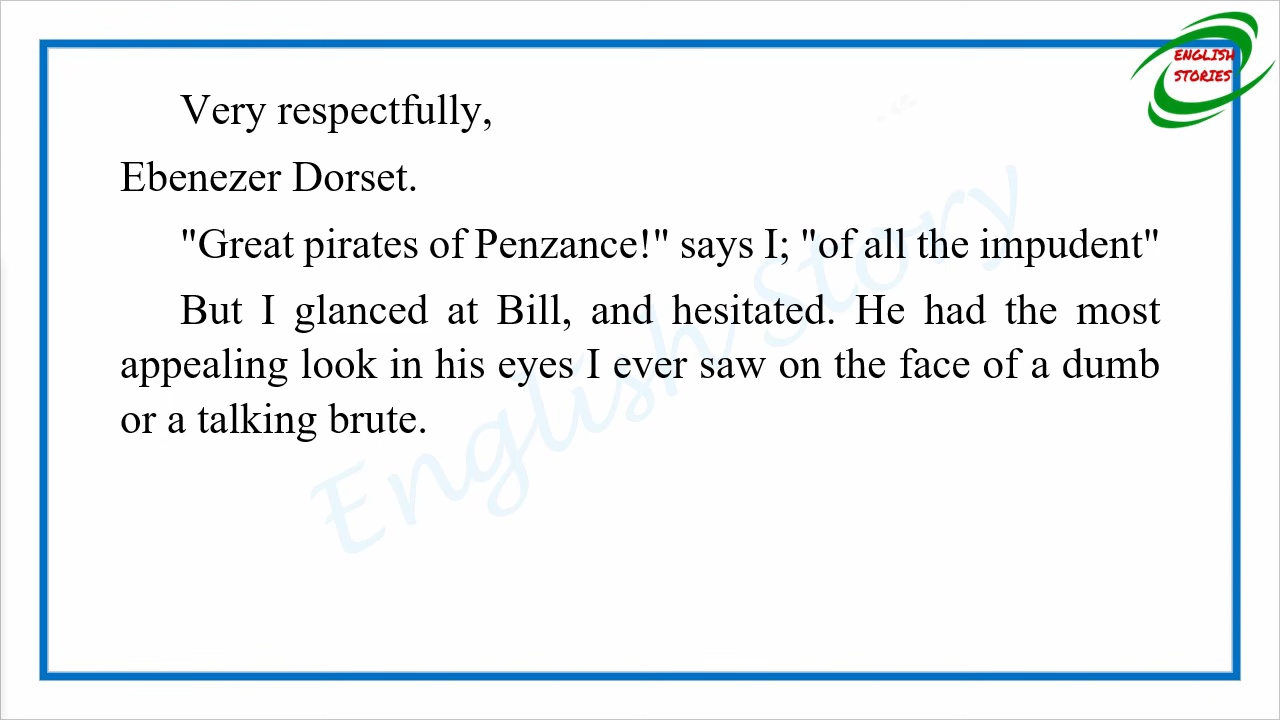 ENGLISH
STORIES
Very respectfully,
Ebenezer Dorset.
"Great pirates of Penzance!" says I; "of all the impudent"
But I glanced at Bill, and hesitated. He had the most
appealing look in his eyes I ever saw on the face of a dumb
or a talking brute.
English Story